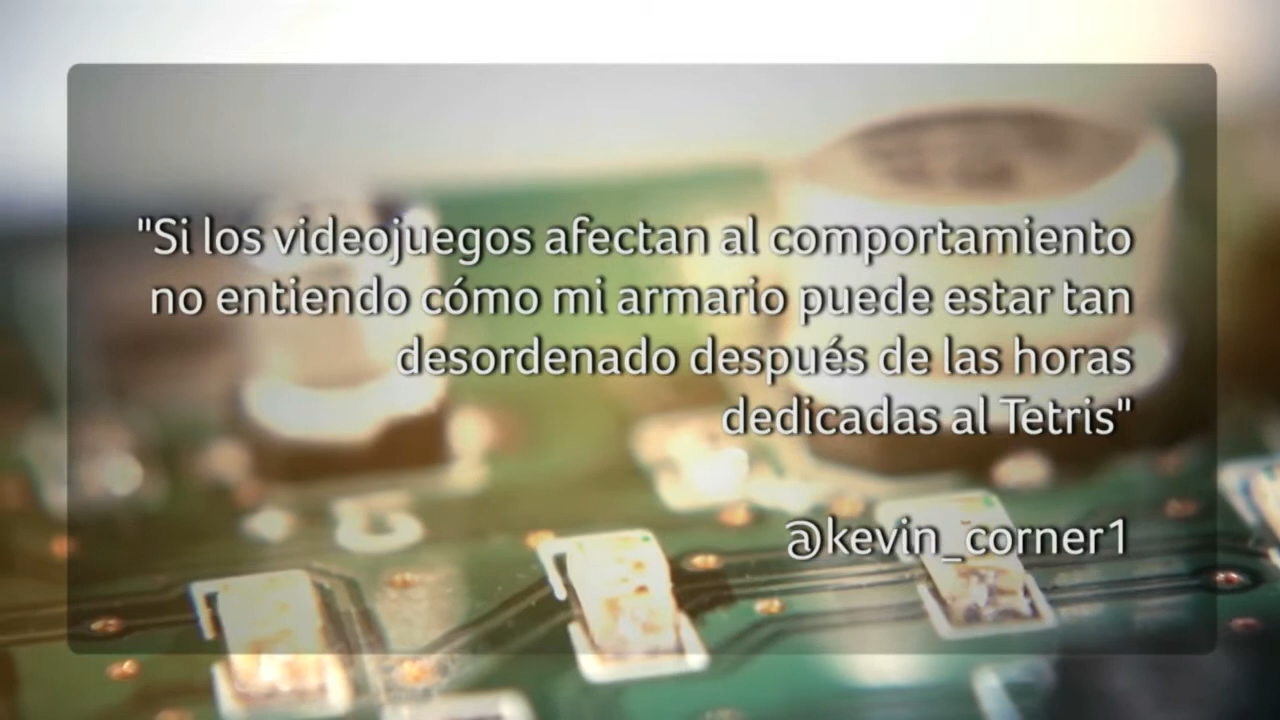 "Si los videojuegos afectan al comportamiento
no entiendo cómo mi armario puede estar tan
desordenado después de las horas
dedicadas al Tetris"
@kevin_corner1